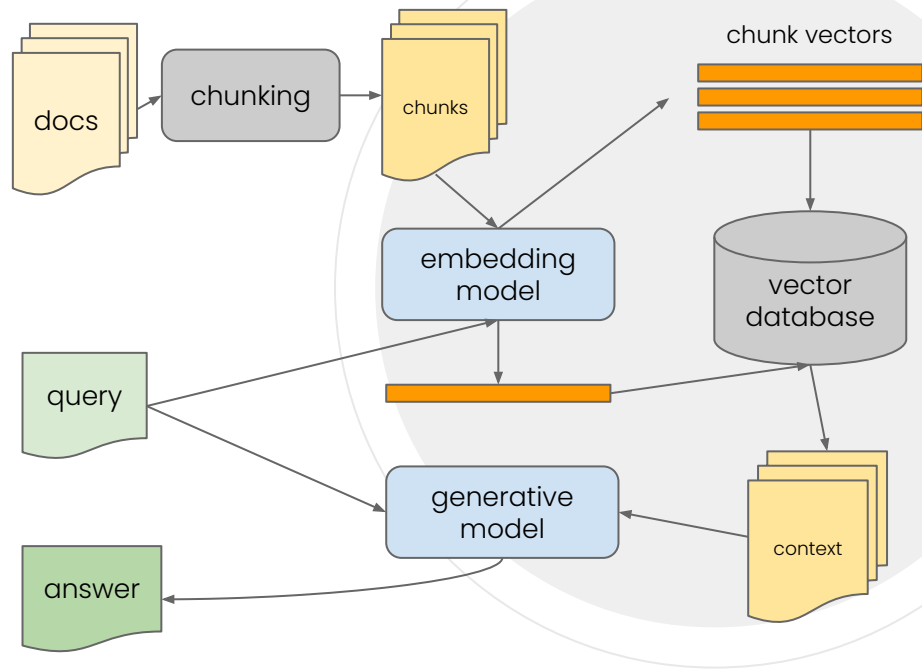 docs
chunking
chunks
chunk vectors
embedding
model
vector
database
query
generative
model
context
answer